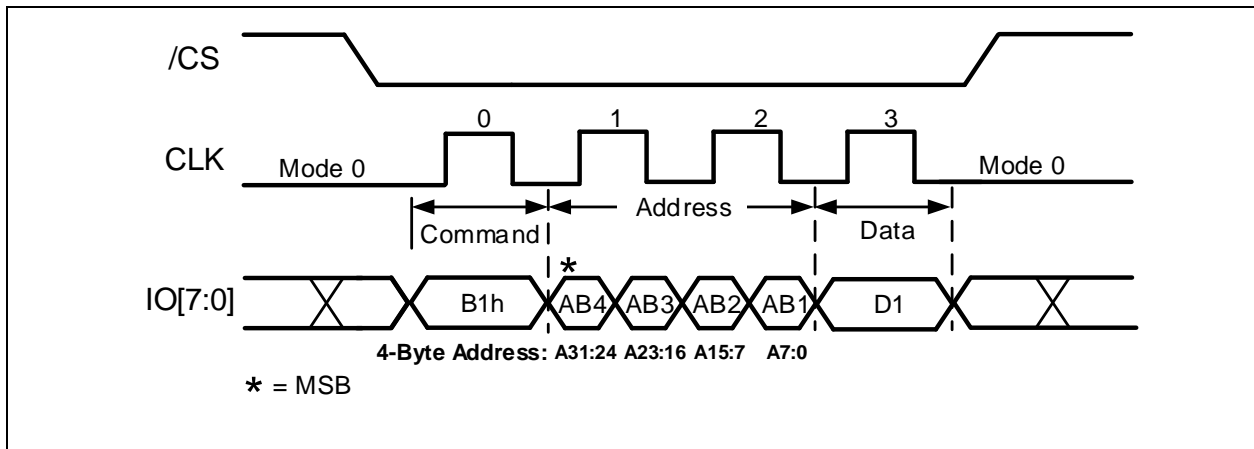 /CS
0 1 2 3
CLK Mode 0 Mode 0
Command Address Data
*
IO[7:0] B1h AB4 AB3 AB2 AB1 D1
4-Byte Address: A31:24 A23:16 A15:7 A7:0
* = MSB